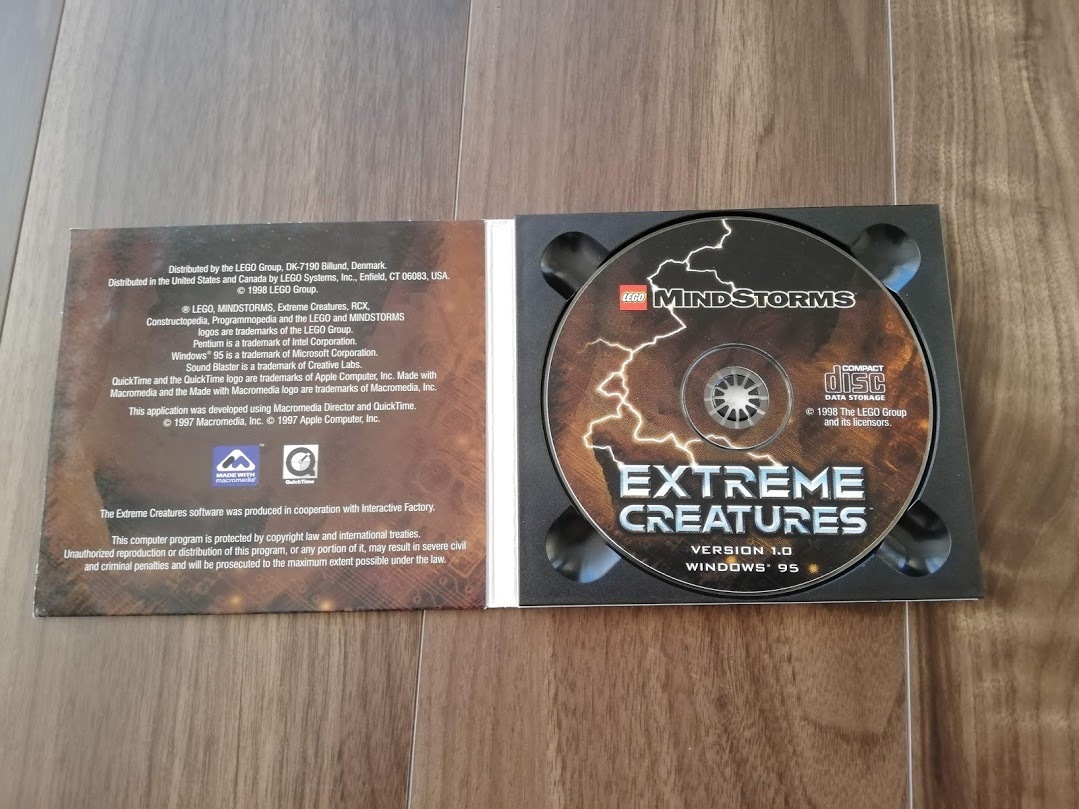 Distributed by the LEGO Group, DK-7190 Billund, Denmark.
Distributed in the United States and Canada by LEGO Systems, Inc., Enfield, CT 06083, USA.
© 1998 LEGO Group.
® LEGO, MINDSTORMS, Extreme Creatures, RCX,
Constructopedia, Programmopedia and the LEGO and MINDSTORMS
logos are trademarks of the LEGO Group.
Pentium is a trademark of Intel Corporation.
Windows® 95 is a trademark of Microsoft Corporation.
Sound Blaster is a trademark of Creative Labs.
QuickTime and the QuickTime logo are trademarks of Apple Computer, Inc. Made with
Macromedia and the Made with Macromedia logo are trademarks of Macromedia, Inc.
This application was developed using Macromedia Director and QuickTime.
© 1997 Macromedia, Inc. © 1997 Apple Computer, Inc.
MADE WITH
macromedia®
™
QuickTime
The Extreme Creatures software was produced in cooperation with Interactive Factory.
This computer program is protected by copyright law and international treaties.
Unauthorized reproduction or distribution of this program, or any portion of it, may result in severe civil
and criminal penalties and will be prosecuted to the maximum extent possible under the law.
LEGO MINDSTORMS
COMPACT
disc
DATA STORAGE
© 1998 The LEGO Group
and its licensors.
EXTREME
CREATURES™
VERSION 1.0
WINDOWS® 95